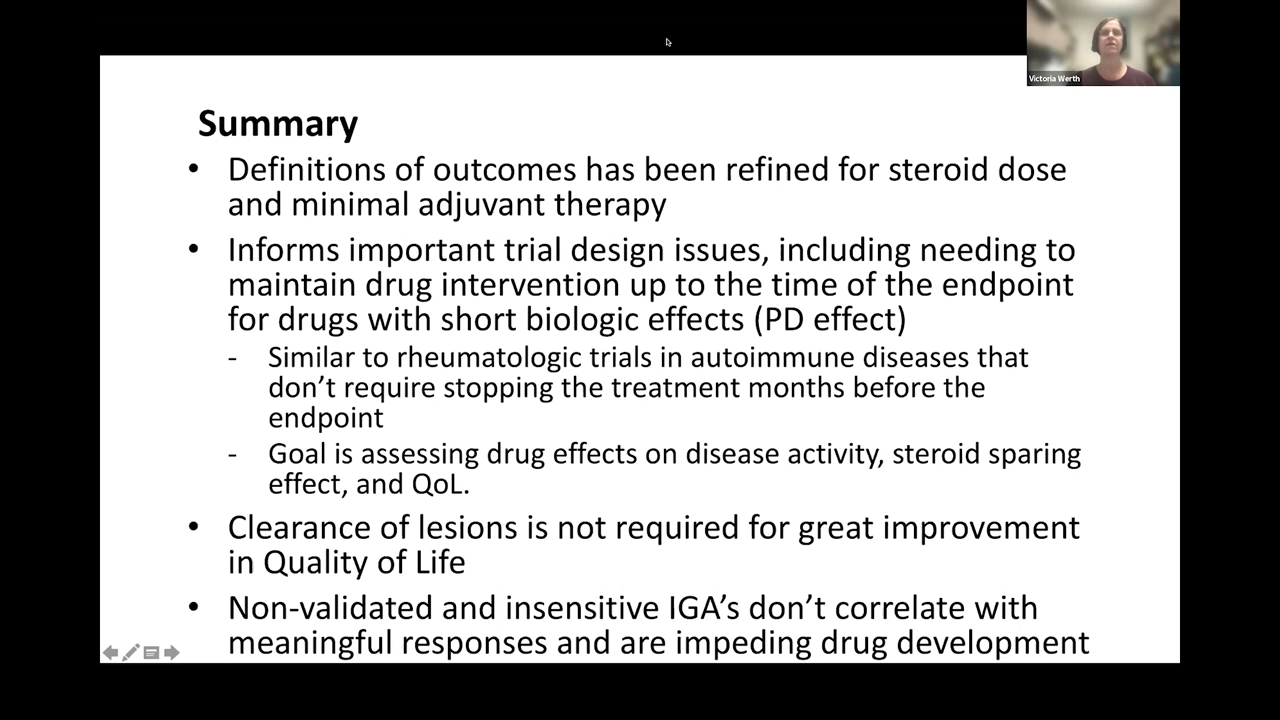 Victoria Werth
Summary
• Definitions of outcomes has been refined for steroid dose
and minimal adjuvant therapy
• Informs important trial design issues, including needing to
maintain drug intervention up to the time of the endpoint
for drugs with short biologic effects (PD effect)
- Similar to rheumatologic trials in autoimmune diseases that
don’t require stopping the treatment months before the
endpoint
- Goal is assessing drug effects on disease activity, steroid sparing
effect, and QoL.
• Clearance of lesions is not required for great improvement
in Quality of Life
• Non-validated and insensitive IGA’s don’t correlate with
meaningful responses and are impeding drug development